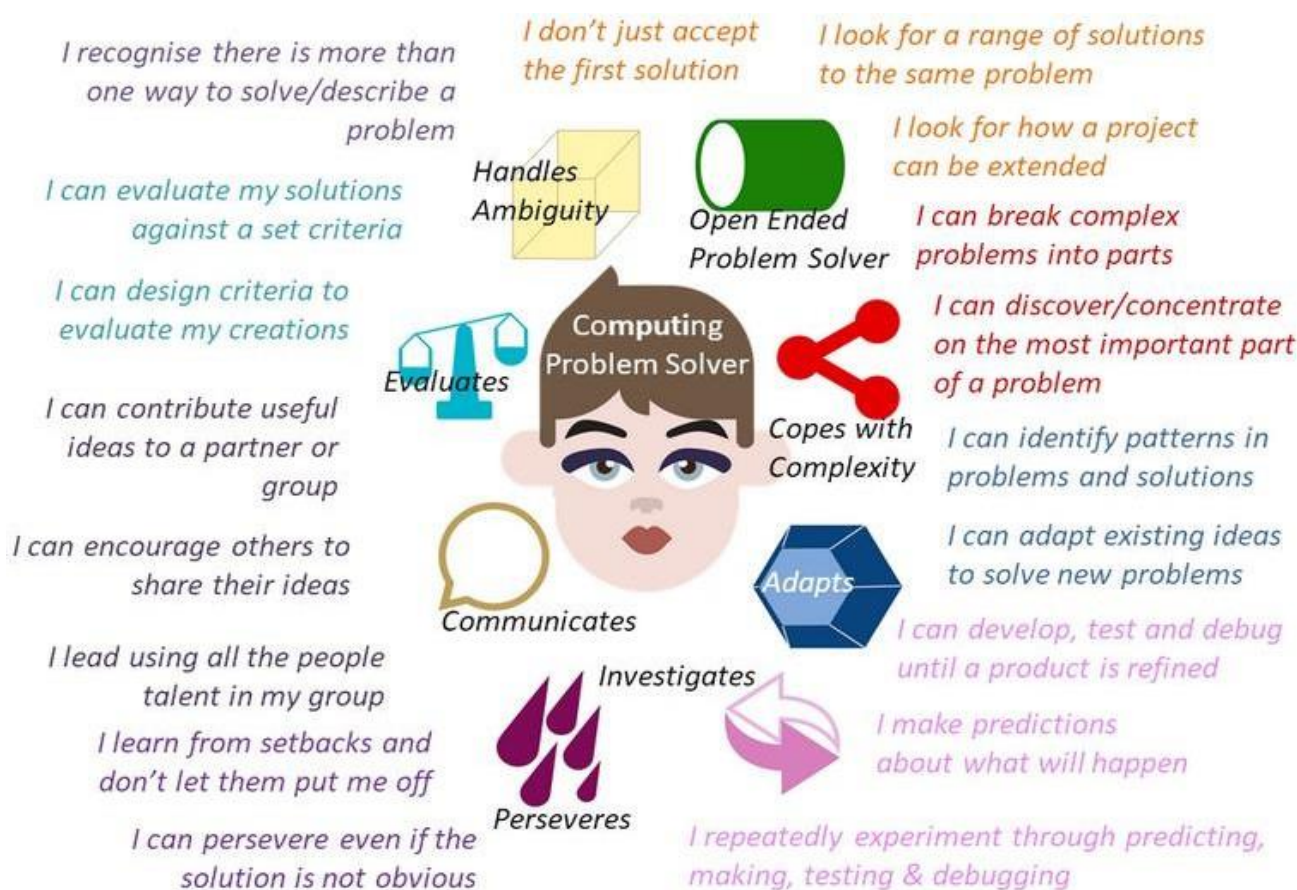 I recognise there is more than
one way to solve/describe a
problem
I don't just accept
the first solution
I look for a range of solutions
to the same problem
I look for how a project
can be extended
Handles
Ambiguity
Open Ended
Problem Solver
I can evaluate my solutions
against a set criteria
I can break complex
problems into parts
I can design criteria to
evaluate my creations
Evaluates
Computing
Problem Solver
I can discover/concentrate
on the most important part
of a problem
Copes with
Complexity
I can contribute useful
ideas to a partner or
group
I can identify patterns in
problems and solutions
I can encourage others to
share their ideas
Communicates
Adapts
I can adapt existing ideas
to solve new problems
I lead using all the people
talent in my group
Investigates
I can develop, test and debug
until a product is refined
I make predictions
about what will happen
I learn from setbacks and
don't let them put me off
Perseveres
I can persevere even if the
solution is not obvious
I repeatedly experiment through predicting,
making, testing & debugging